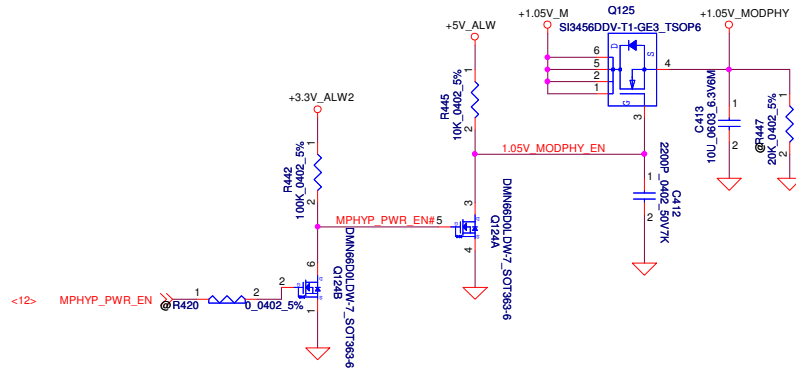 Q125
+1.05V_M
SI3456DDV-T1-GE3_TSOP6
+1.05V_MODPHY
+5V_ALW
D
S
6
5
2
1
4
G
3
1
R445
10K_0402_5%
2
+3.3V_ALW2
1
C413
10U_0603_6.3V6M
2
1
@R447
20K_0402_5%
2
1.05V_MODPHY_EN
1
R442
100K_0402_5%
2
1
C412
2200P_0402_50V7K
2
3
MPHYP_PWR_EN#
5
DMN66D0LDW-7_SOT363-6
Q124A
4
6
DMN66D0LDW-7_SOT363-6
Q124B
2
1
<12>
MPHYP_PWR_EN
1
2
@R420
0_0402_5%